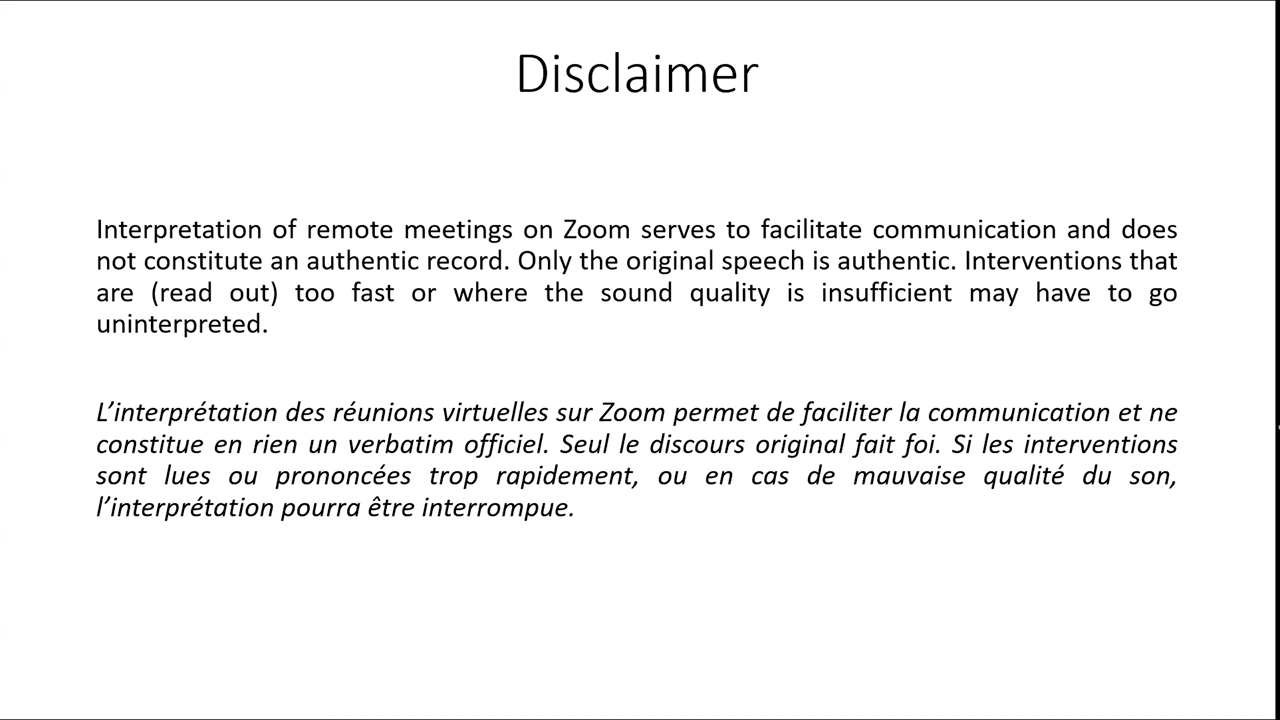 Disclaimer
Interpretation of remote meetings on Zoom serves to facilitate communication and does
not constitute an authentic record. Only the original speech is authentic. Interventions that
are (read out) too fast or where the sound quality is insufficient may have to go
uninterpreted.
L’interprétation des réunions virtuelles sur Zoom permet de faciliter la communication et ne
constitue en rien un verbatim officiel. Seul le discours original fait foi. Si les interventions
sont lues ou prononcées trop rapidement, ou en cas de mauvaise qualité du son,
l’interprétation pourra être interrompue.